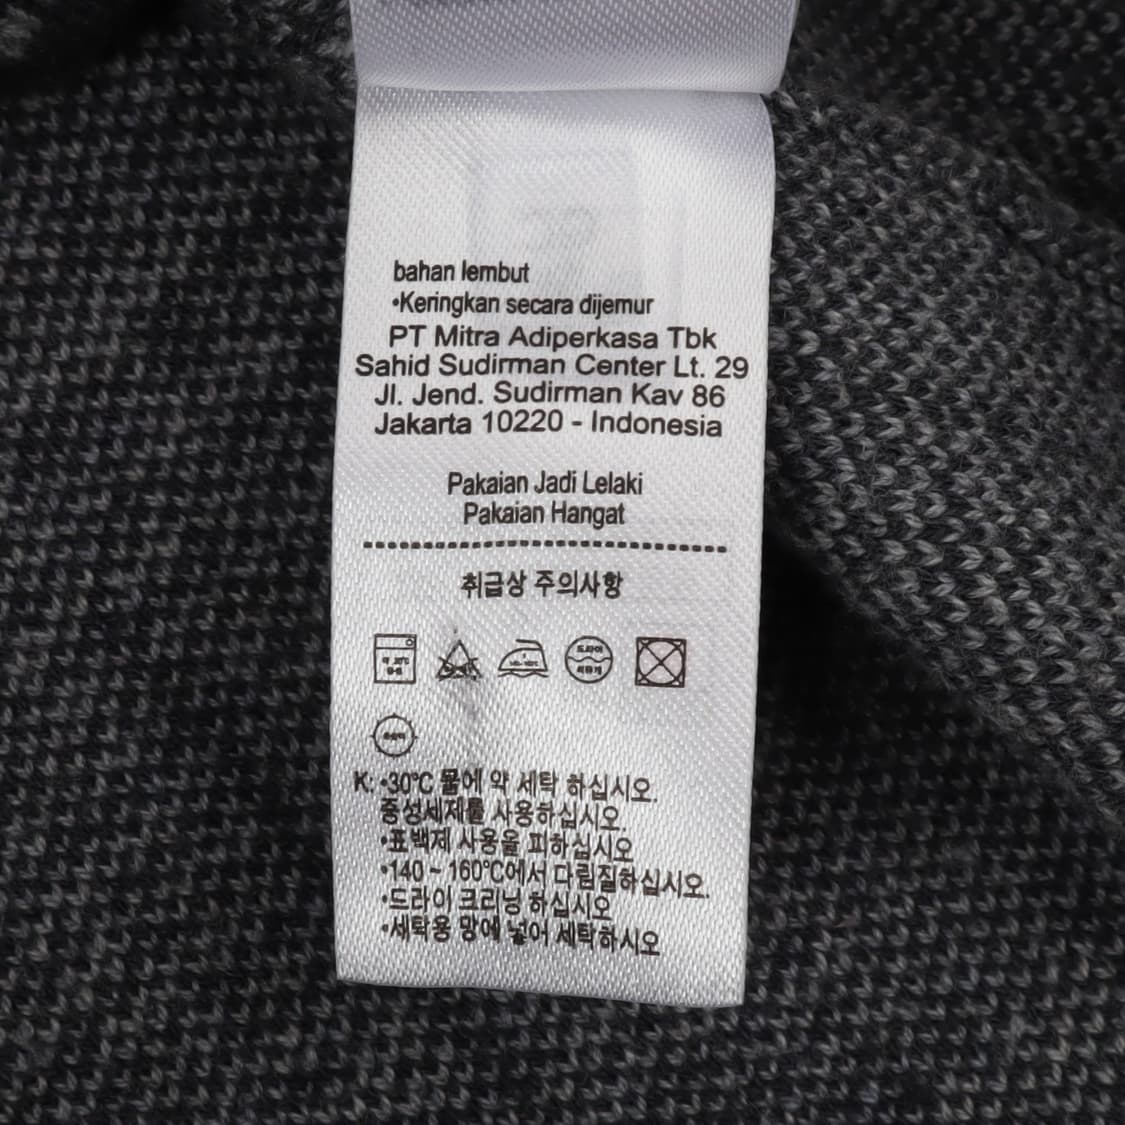 bahan lembut
•Keringkan secara dijemur
PT Mitra Adiperkasa Tbk
Sahid Sudirman Center Lt. 29
Jl. Jend. Sudirman Kav 86
Jakarta 10220 - Indonesia
Pakaian Jadi Lelaki
Pakaian Hangat
취급상 주의사항
드라이
K: •30℃ 물에 약 세탁 하십시오.
중성세제를 사용하십시오.
•표백제 사용을 피하십시오
•140 ~ 160℃에서 다림질하십시오.
•드라이 크리닝 하십시오
•세탁용 망에 넣어 세탁하시오